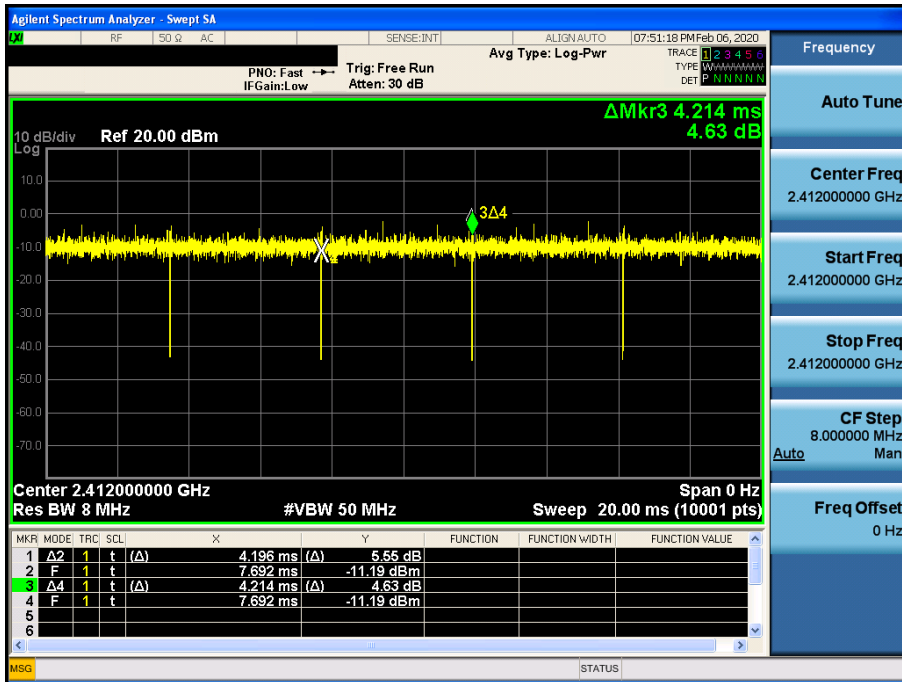 Agilent Spectrum Analyzer - Swept SA
LXI RF 50 Ω AC SENSE:INT ALIGN AUTO 07:51:18 PM Feb 06, 2020
Frequency
Avg Type: Log-Pwr
TRACE 1 2 3 4 5 6
PNO: Fast Trig: Free Run
TYPE W
IFGain:Low Atten: 30 dB
DET P N N N N N
Auto Tune
ΔMkr3 4.214 ms
4.63 dB
10 dB/div Ref 20.00 dBm
Log
10.0
0.00
-10.0
-20.0
-30.0
-40.0
-50.0
-60.0
-70.0
3Δ4
Center Freq
2.412000000 GHz
Start Freq
2.412000000 GHz
Stop Freq
2.412000000 GHz
CF Step
8.000000 MHz
Auto Man
Freq Offset
0 Hz
Center 2.412000000 GHz Span 0 Hz
Res BW 8 MHz #VBW 50 MHz Sweep 20.00 ms (10001 pts)
MKR MODE TRC SCL X Y FUNCTION FUNCTION WIDTH FUNCTION VALUE
1 Δ2 1 t (Δ) 4.196 ms (Δ) 5.55 dB
2 F 1 t 7.692 ms -11.19 dBm
3 Δ4 1 t (Δ) 4.214 ms (Δ) 4.63 dB
4 F 1 t 7.692 ms -11.19 dBm
5
6
MSG STATUS